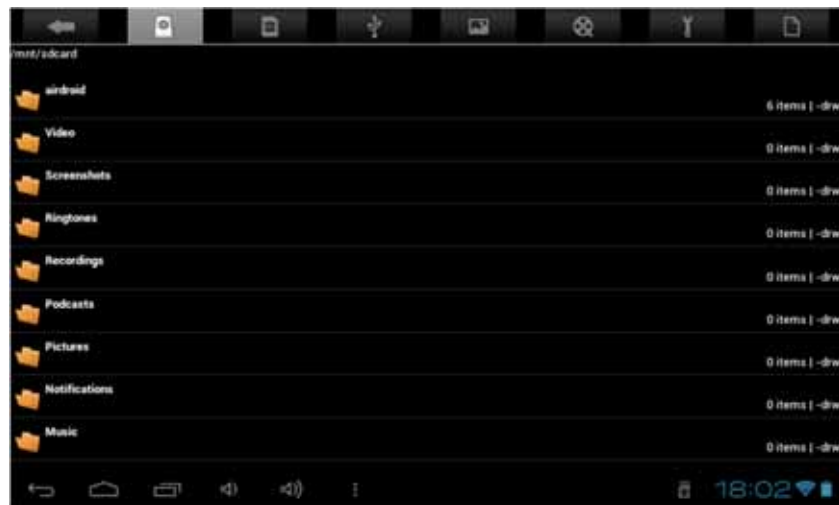 /mnt/sdcard
airdroid
6 items | -drw
Video
0 items | -drw
Screenshots
0 items | -drw
Ringtones
0 items | -drw
Recordings
0 items | -drw
Podcasts
0 items | -drw
Pictures
0 items | -drw
Notifications
0 items | -drw
Music
0 items | -drw
18:02